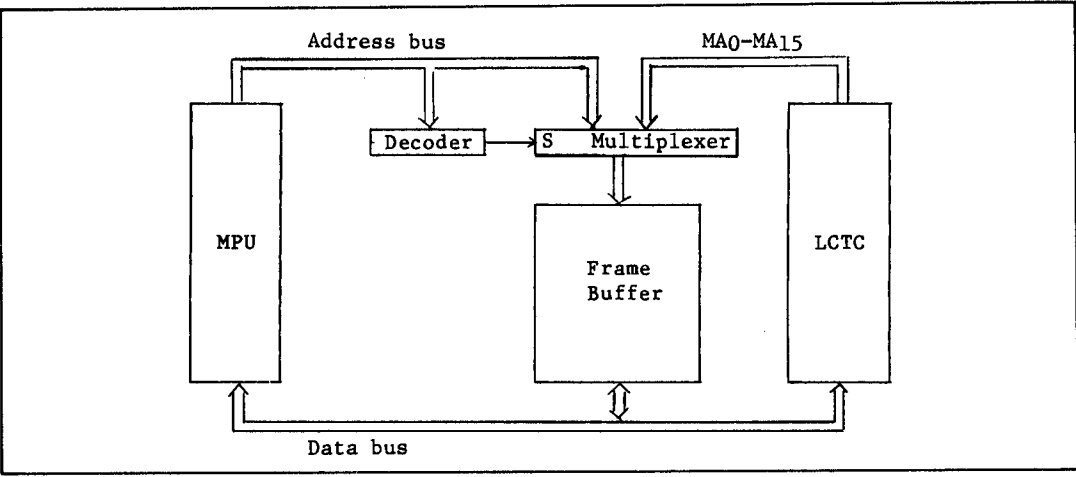 Address bus
MA0-MA15
Decoder
S Multiplexer
MPU
Frame
Buffer
LCTC
Data bus